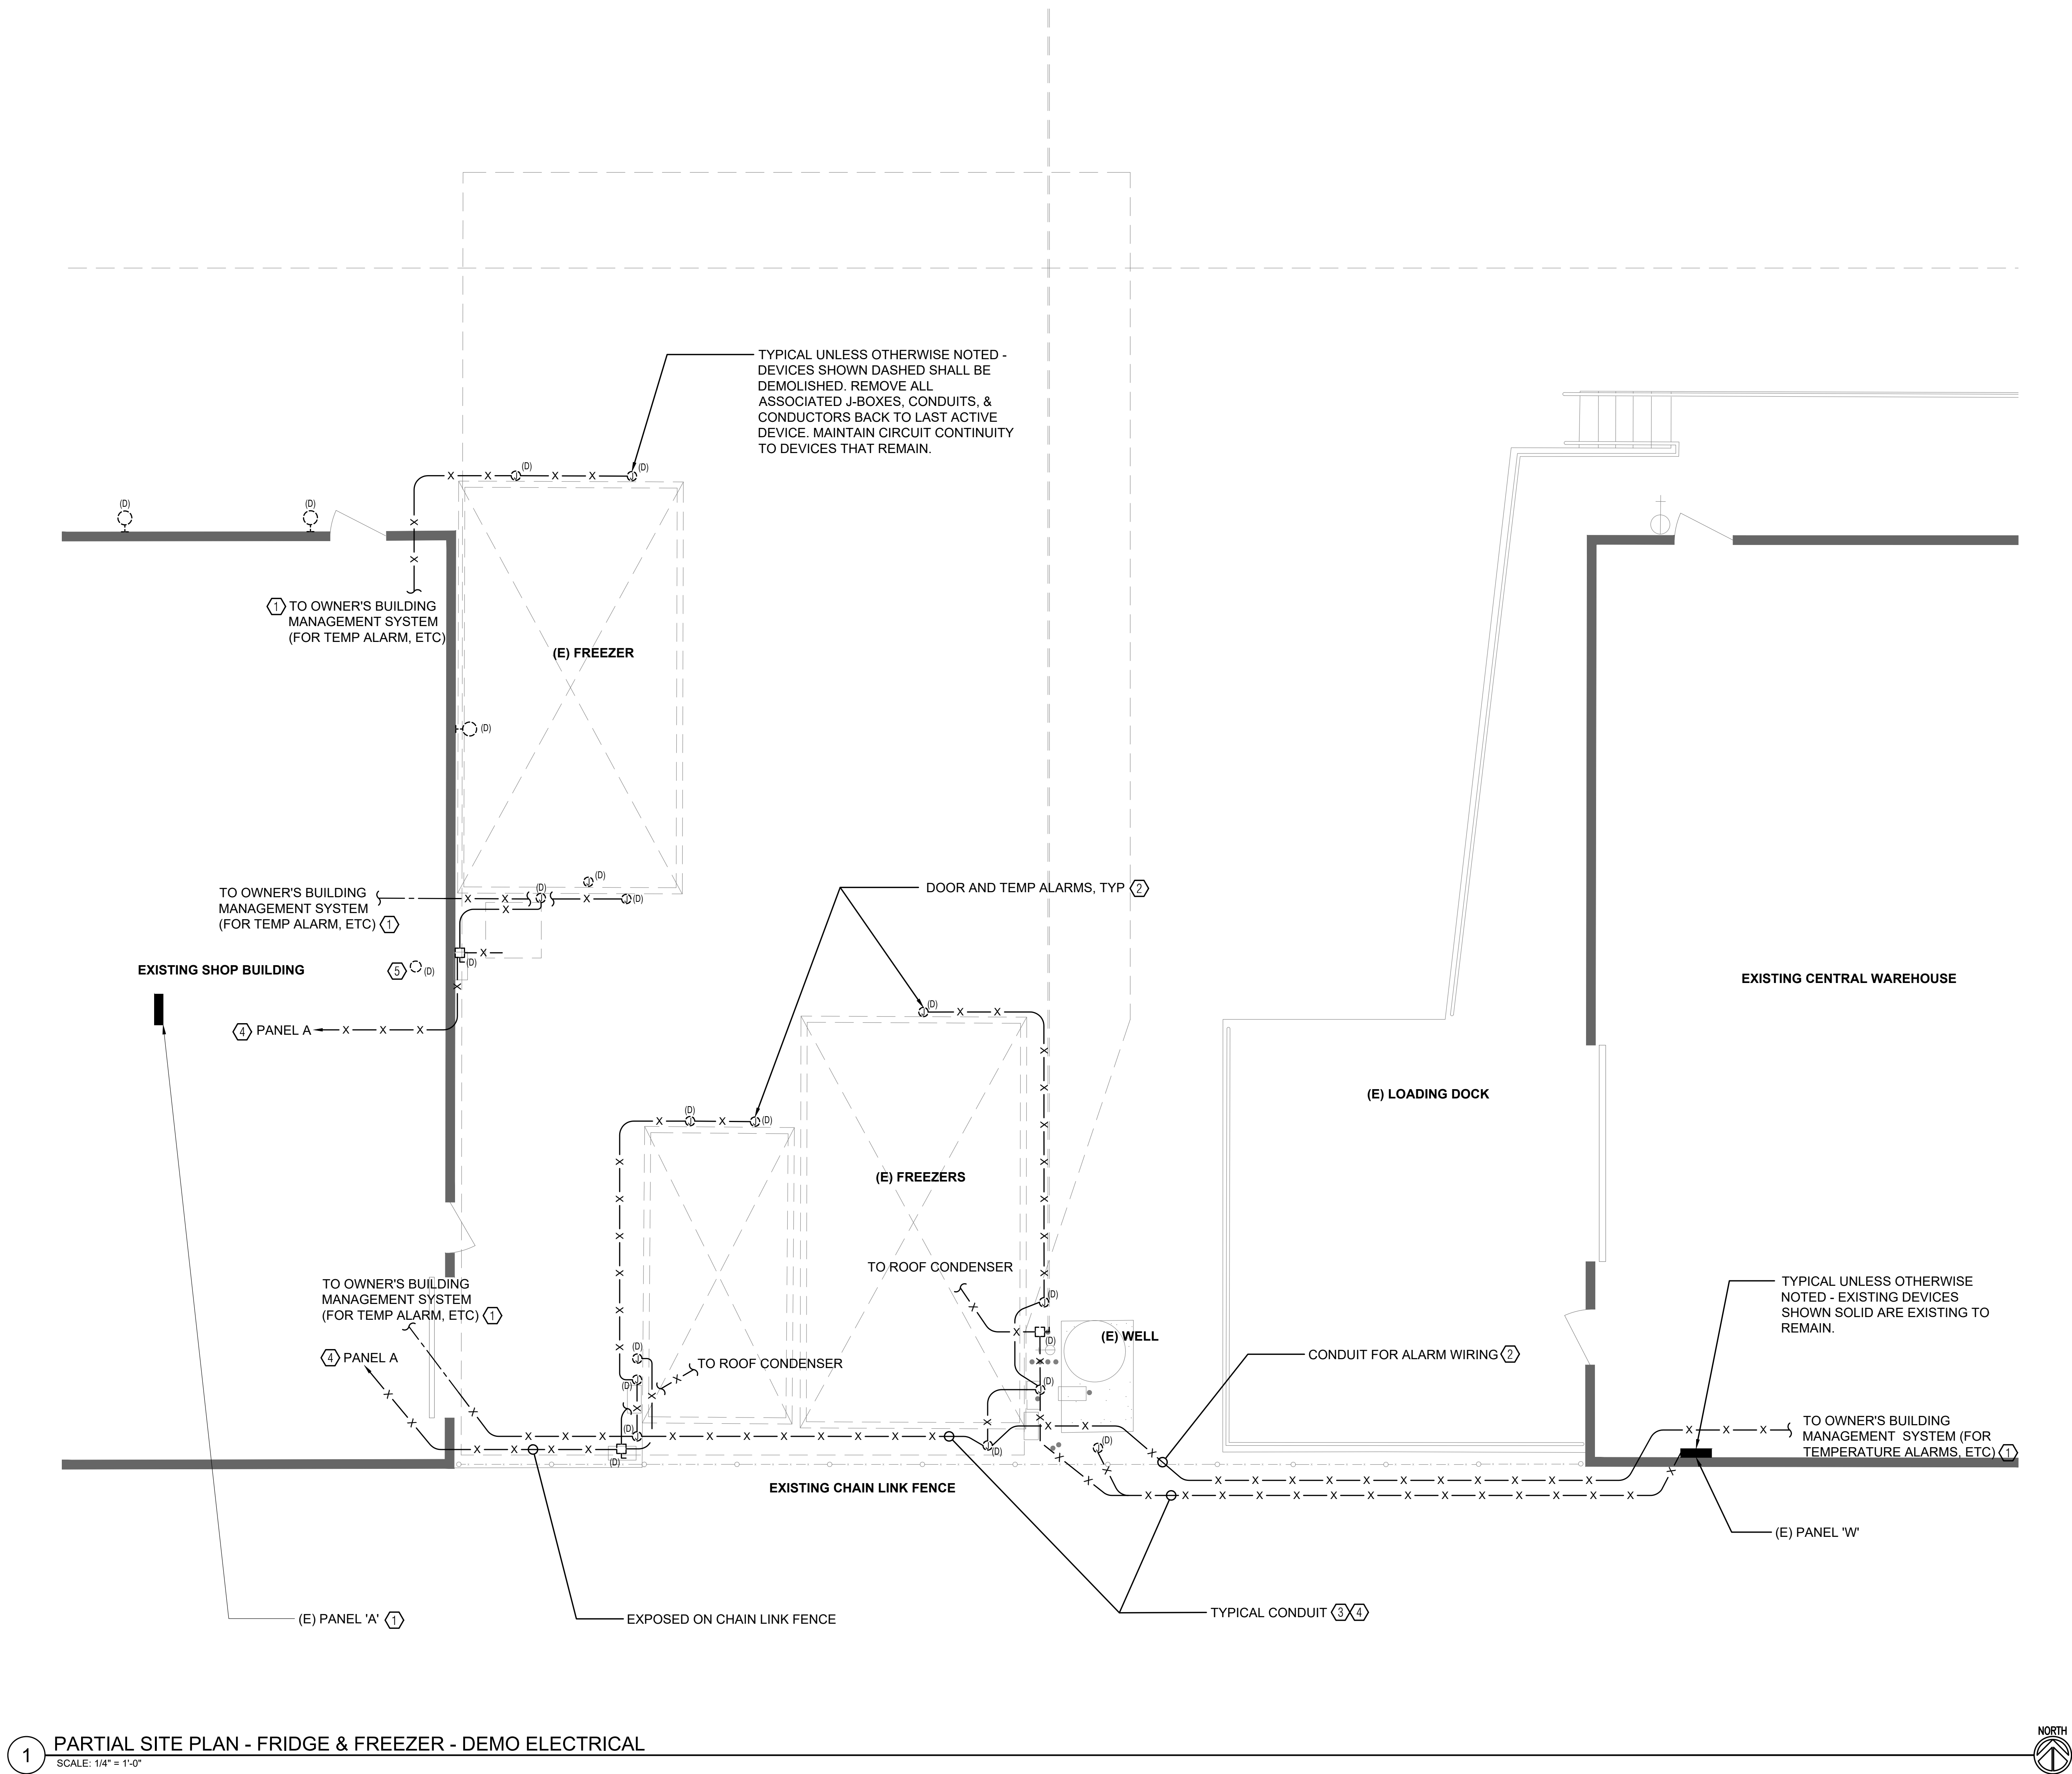 TYPICAL UNLESS OTHERWISE NOTED -
DEVICES SHOWN DASHED SHALL BE
DEMOLISHED. REMOVE ALL
ASSOCIATED J-BOXES, CONDUITS, &
CONDUCTORS BACK TO LAST ACTIVE
DEVICE. MAINTAIN CIRCUIT CONTINUITY
TO DEVICES THAT REMAIN.
(D)
(D)
(D)
(D)
1 TO OWNER'S BUILDING
MANAGEMENT SYSTEM
(FOR TEMP ALARM, ETC)
(E) FREEZER
(D)
(D)
(D)
(D)
TO OWNER'S BUILDING
MANAGEMENT SYSTEM
(FOR TEMP ALARM, ETC) 1
DOOR AND TEMP ALARMS, TYP 2
(D)
EXISTING SHOP BUILDING
5 (D)
EXISTING CENTRAL WAREHOUSE
4 PANEL A
(D)
(E) LOADING DOCK
(D)
(D)
(E) FREEZERS
TO ROOF CONDENSER
TO OWNER'S BUILDING
MANAGEMENT SYSTEM
(FOR TEMP ALARM, ETC) 1
TYPICAL UNLESS OTHERWISE
NOTED - EXISTING DEVICES
SHOWN SOLID ARE EXISTING TO
REMAIN.
(D)
(D)
(E) WELL
4 PANEL A
(D)
TO ROOF CONDENSER
CONDUIT FOR ALARM WIRING 2
(D)
(D)
(D)
(D)
(D)
(D)
TO OWNER'S BUILDING
MANAGEMENT SYSTEM (FOR
TEMPERATURE ALARMS, ETC) 1
EXISTING CHAIN LINK FENCE
(E) PANEL 'W'
(E) PANEL 'A' 1
EXPOSED ON CHAIN LINK FENCE
TYPICAL CONDUIT 3 4
1 PARTIAL SITE PLAN - FRIDGE & FREEZER - DEMO ELECTRICAL
SCALE: 1/4" = 1'-0"
NORTH